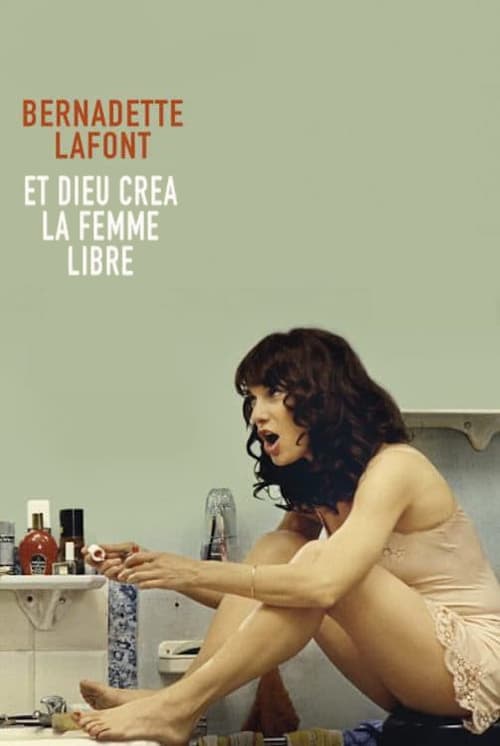 BERNADETTE
LAFONT
ET DIEU CREA
LA FEMME
LIBRE